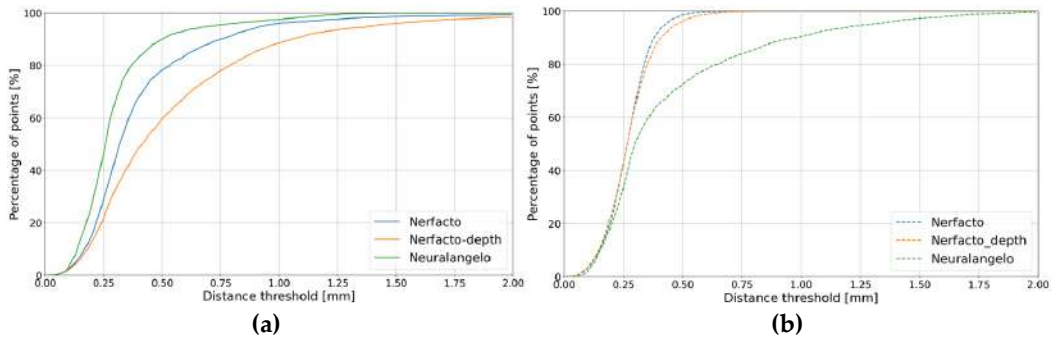 100
80
60
40
20
0
Percentage of points [%]
Nerfacto
Nerfacto-depth
Neuralangelo
0.00 0.25 0.50 0.75 1.00 1.25 1.50 1.75 2.00
Distance threshold [mm]
(a)
100
80
60
40
20
0
Percentage of points [%]
Nerfacto
Nerfacto_depth
Neuralangelo
0.00 0.25 0.50 0.75 1.00 1.25 1.50 1.75 2.00
Distance threshold [mm]
(b)